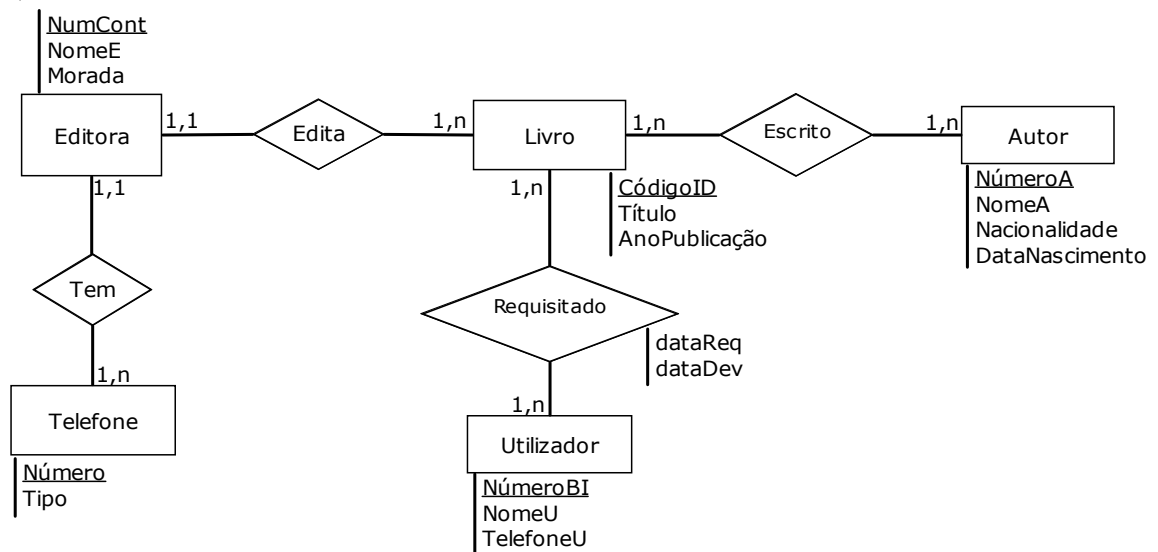 NumCont
NomeE
Morada
Editora
1,1
Edita
1,n
Livro
1,n
Escrito
1,n
Autor
1,1
1,n
CódigoID
Título
AnoPublicação
NúmeroA
NomeA
Nacionalidade
DataNascimento
Tem
Requisitado
dataReq
dataDev
1,n
Telefone
1,n
Utilizador
Número
Tipo
NúmeroBI
NomeU
TelefoneU